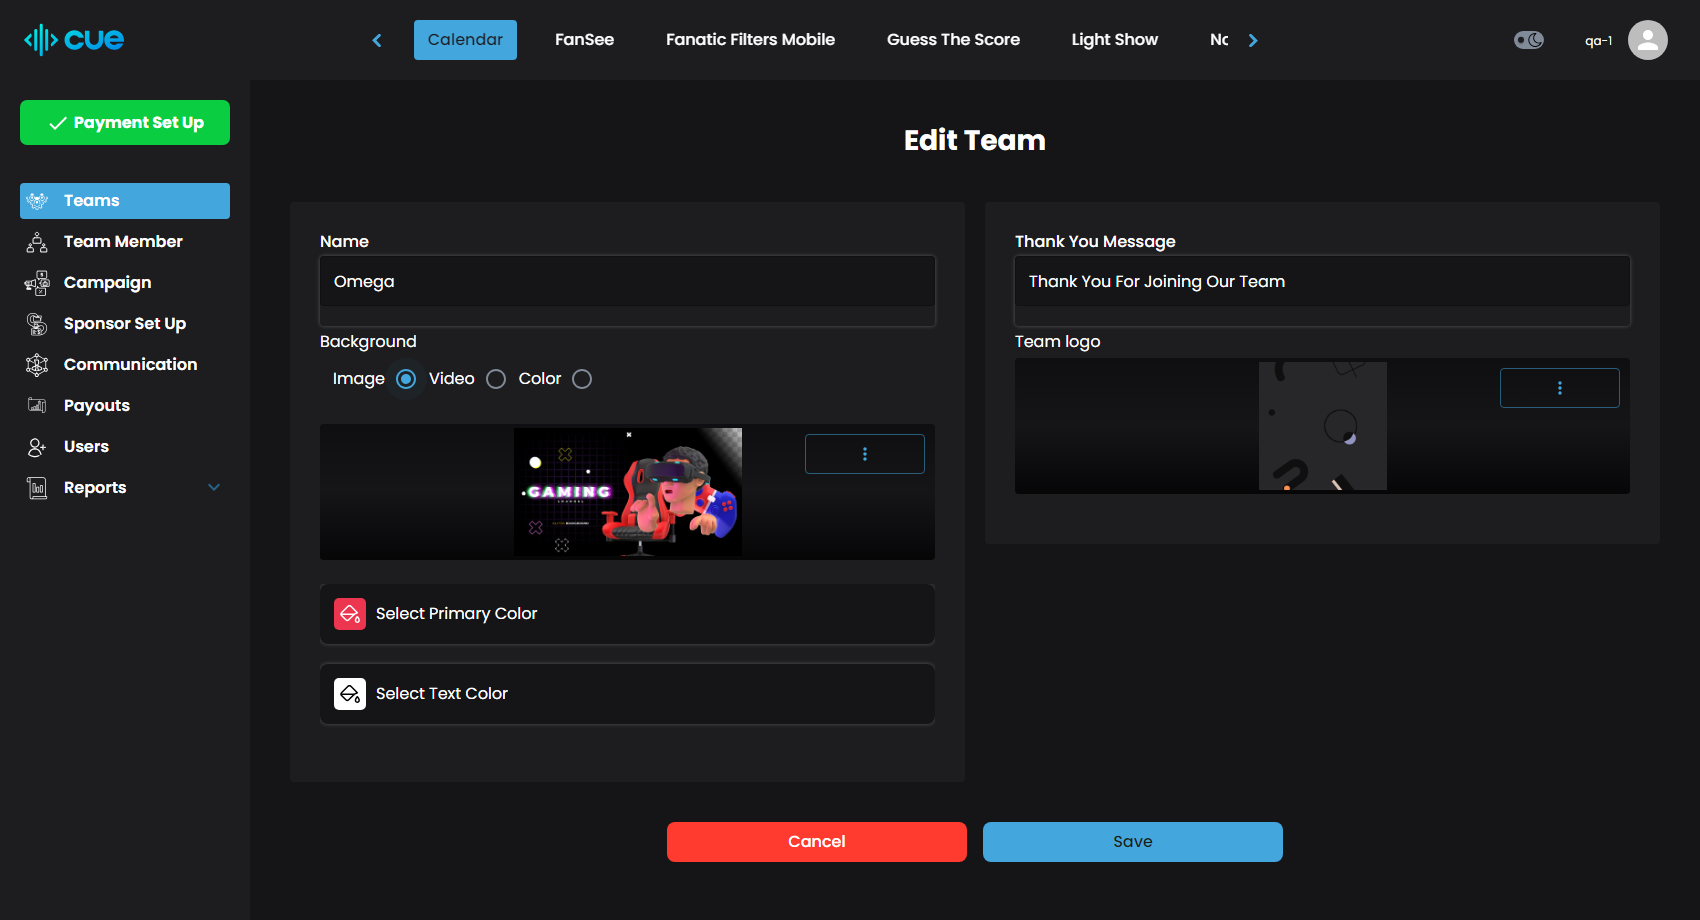 cue
Calendar
FanSee
Fanatic Filters Mobile
Guess The Score
Light Show
qa-1
Payment Set Up
Teams
Team Member
Campaign
Sponsor Set Up
Communication
Payouts
Users
Reports
Edit Team
Name
Omega
Background
Image
Video
Color
GAMING
Select Primary Color
Select Text Color
Thank You Message
Thank You For Joining Our Team
Team logo
Cancel
Save